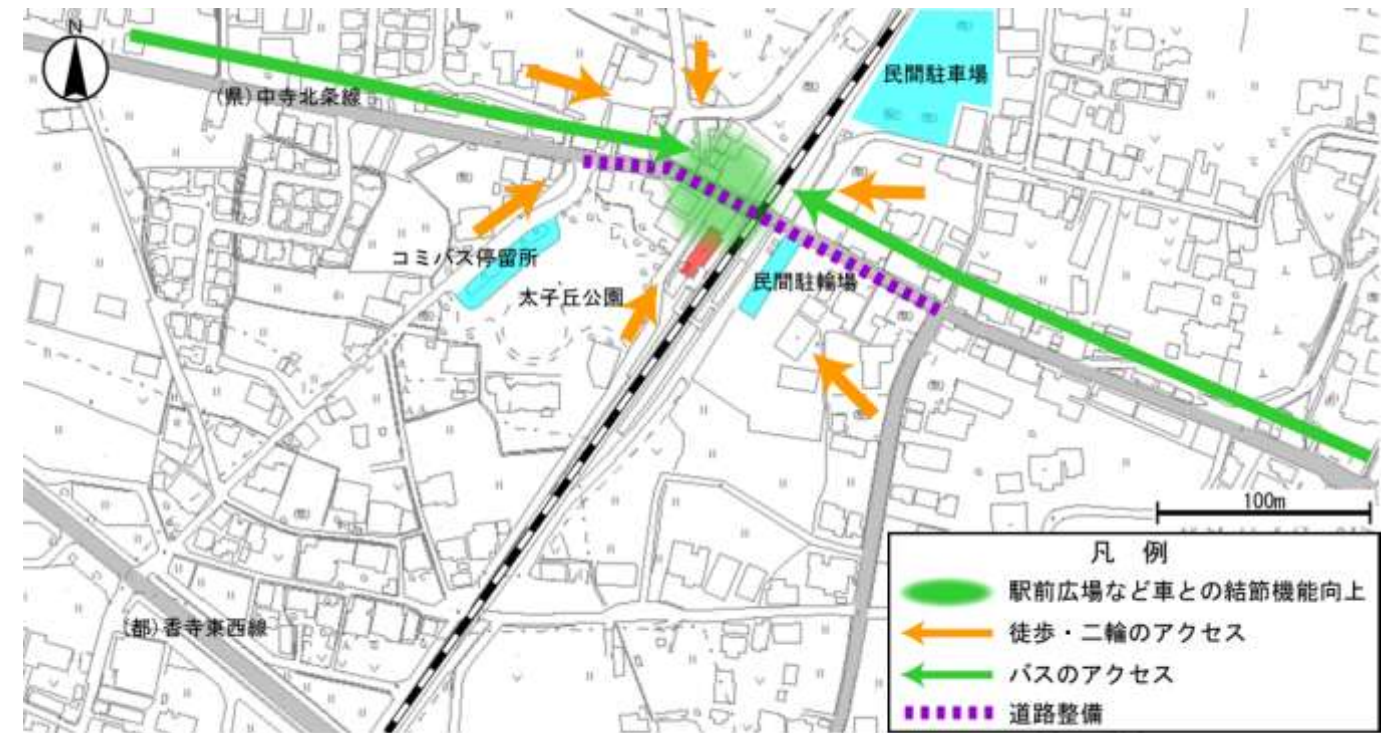 N
民間駐車場
(県)中寺北条線
コミバス停留所
太子丘公園
民間駐輪場
100m
(都)香寺東西線
凡 例
駅前広場など車との結節機能向上
徒歩・二輪のアクセス
バスのアクセス
道路整備